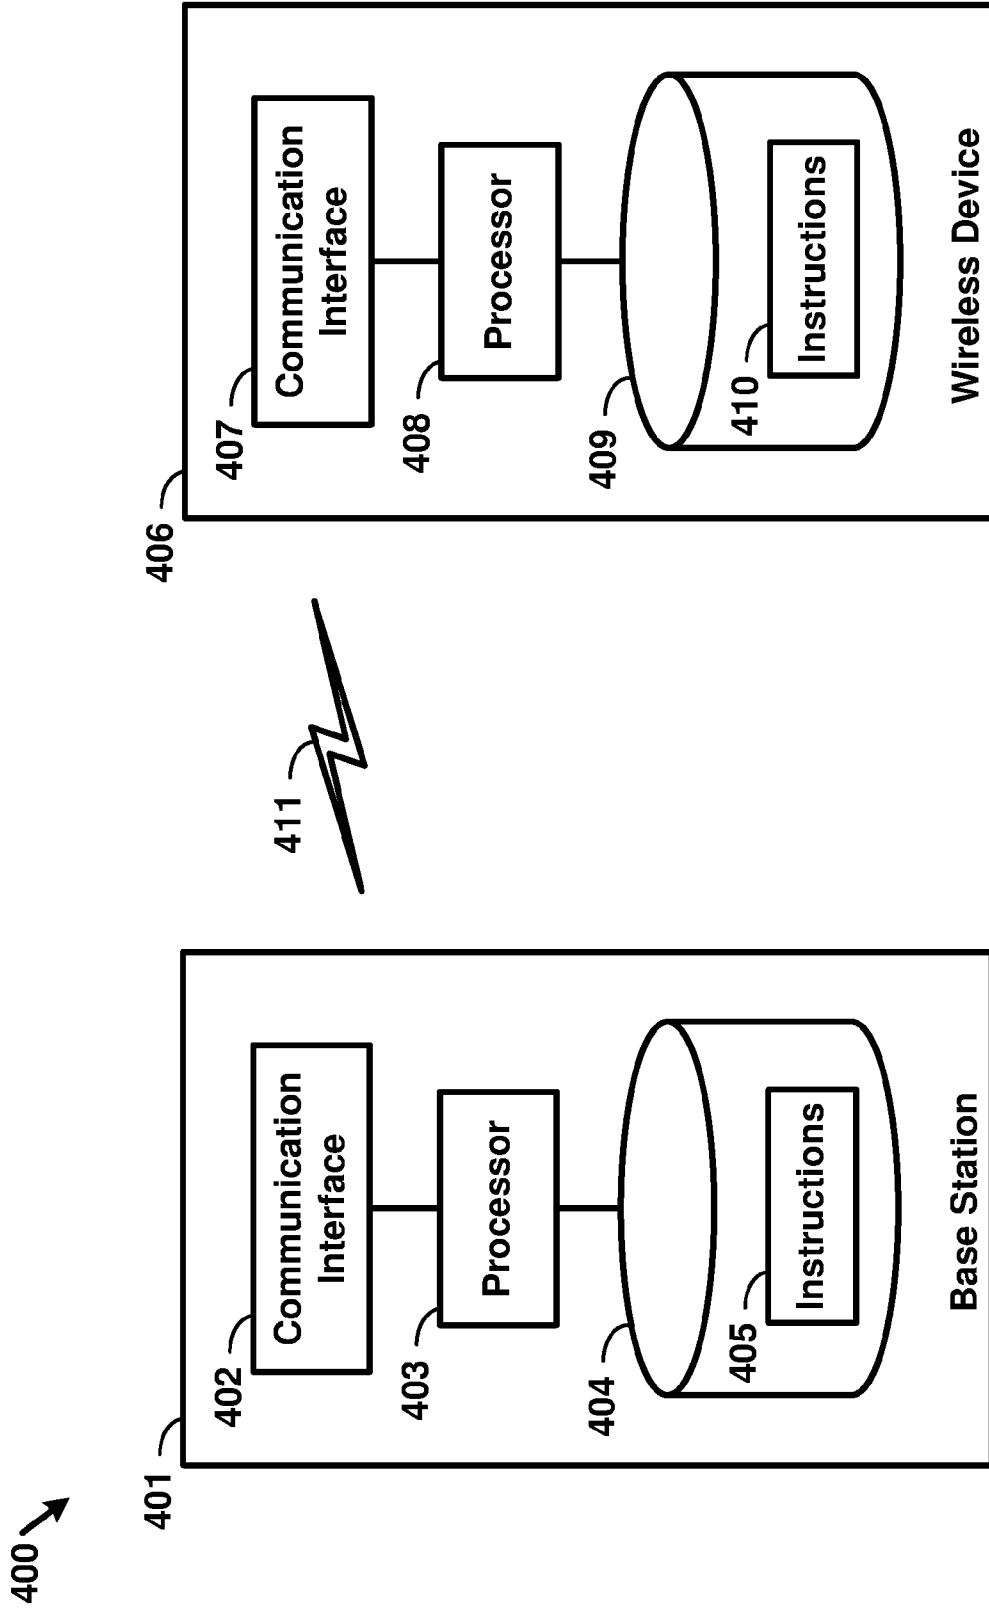 400
401
402
Communication
Interface
403
Processor
404
405
Instructions
Base Station
411
406
407
Communication
Interface
408
Processor
409
410
Instructions
Wireless Device